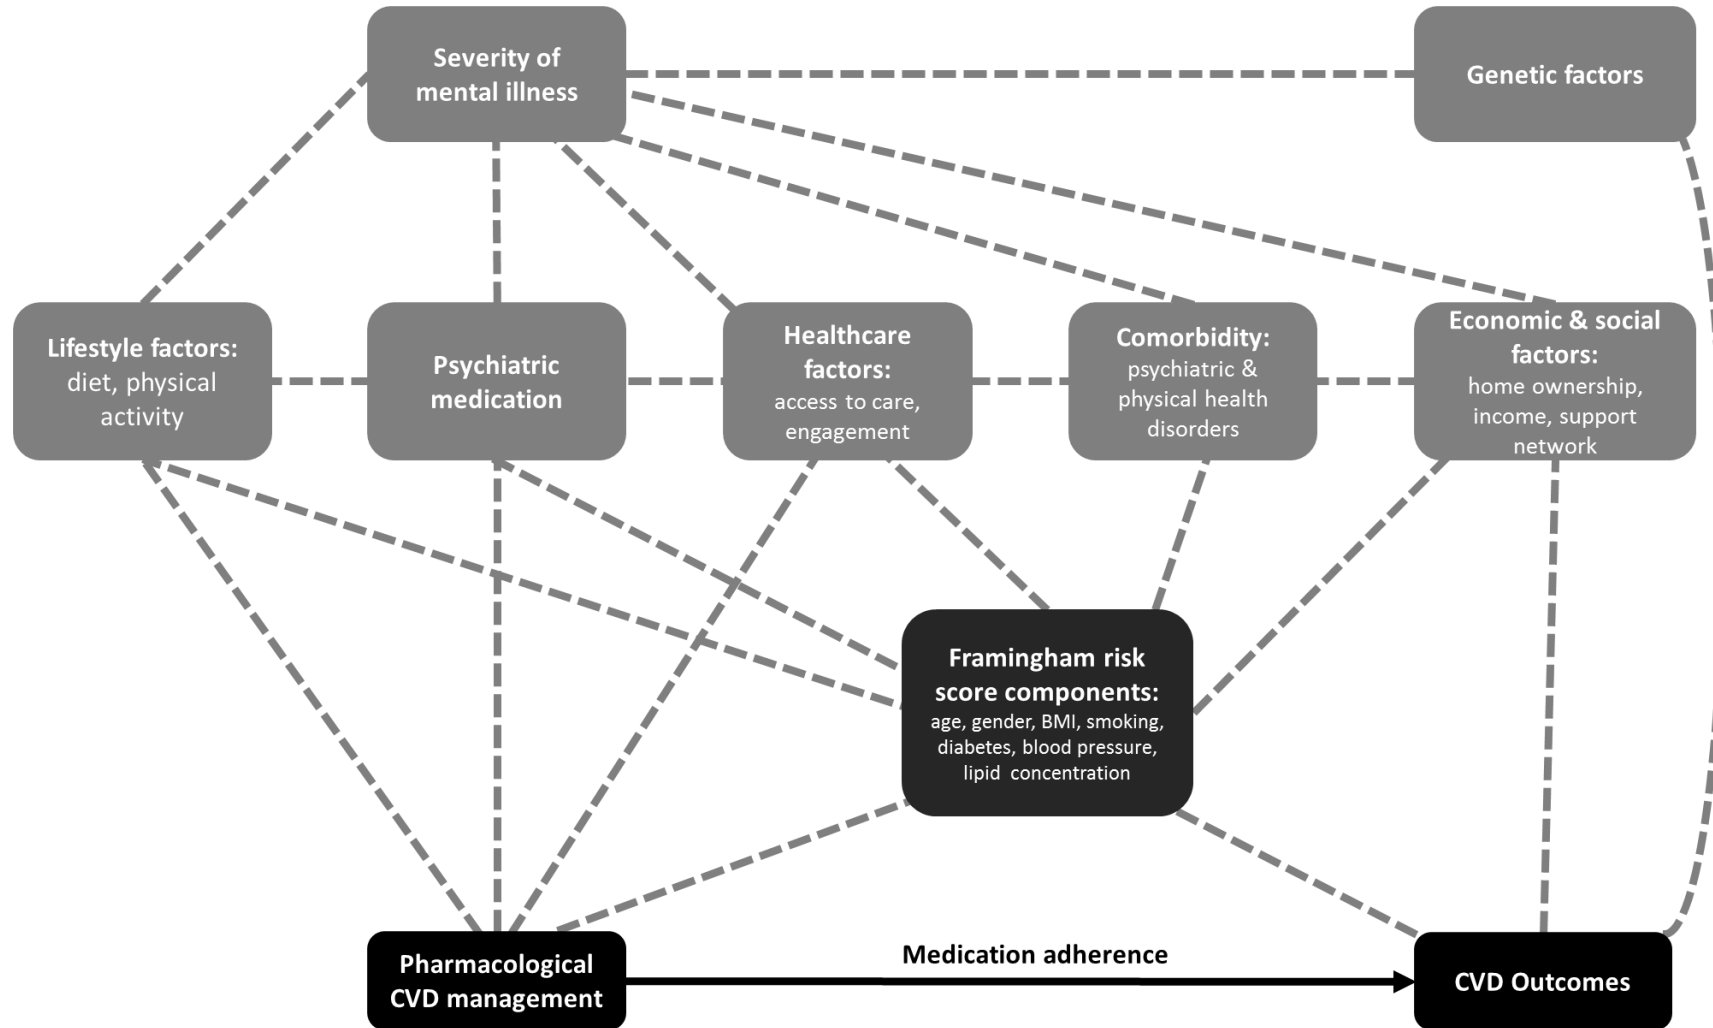 Severity of
mental illness
Genetic factors
Lifestyle factors:
diet, physical
activity
Psychiatric
medication
Healthcare
factors:
access to care,
engagement
Comorbidity:
psychiatric &
physical health
disorders
Economic & social
factors:
home ownership,
income, support
network
Framingham risk
score components:
age, gender, BMI, smoking,
diabetes, blood pressure,
lipid concentration
Pharmacological
CVD management
Medication adherence
CVD Outcomes